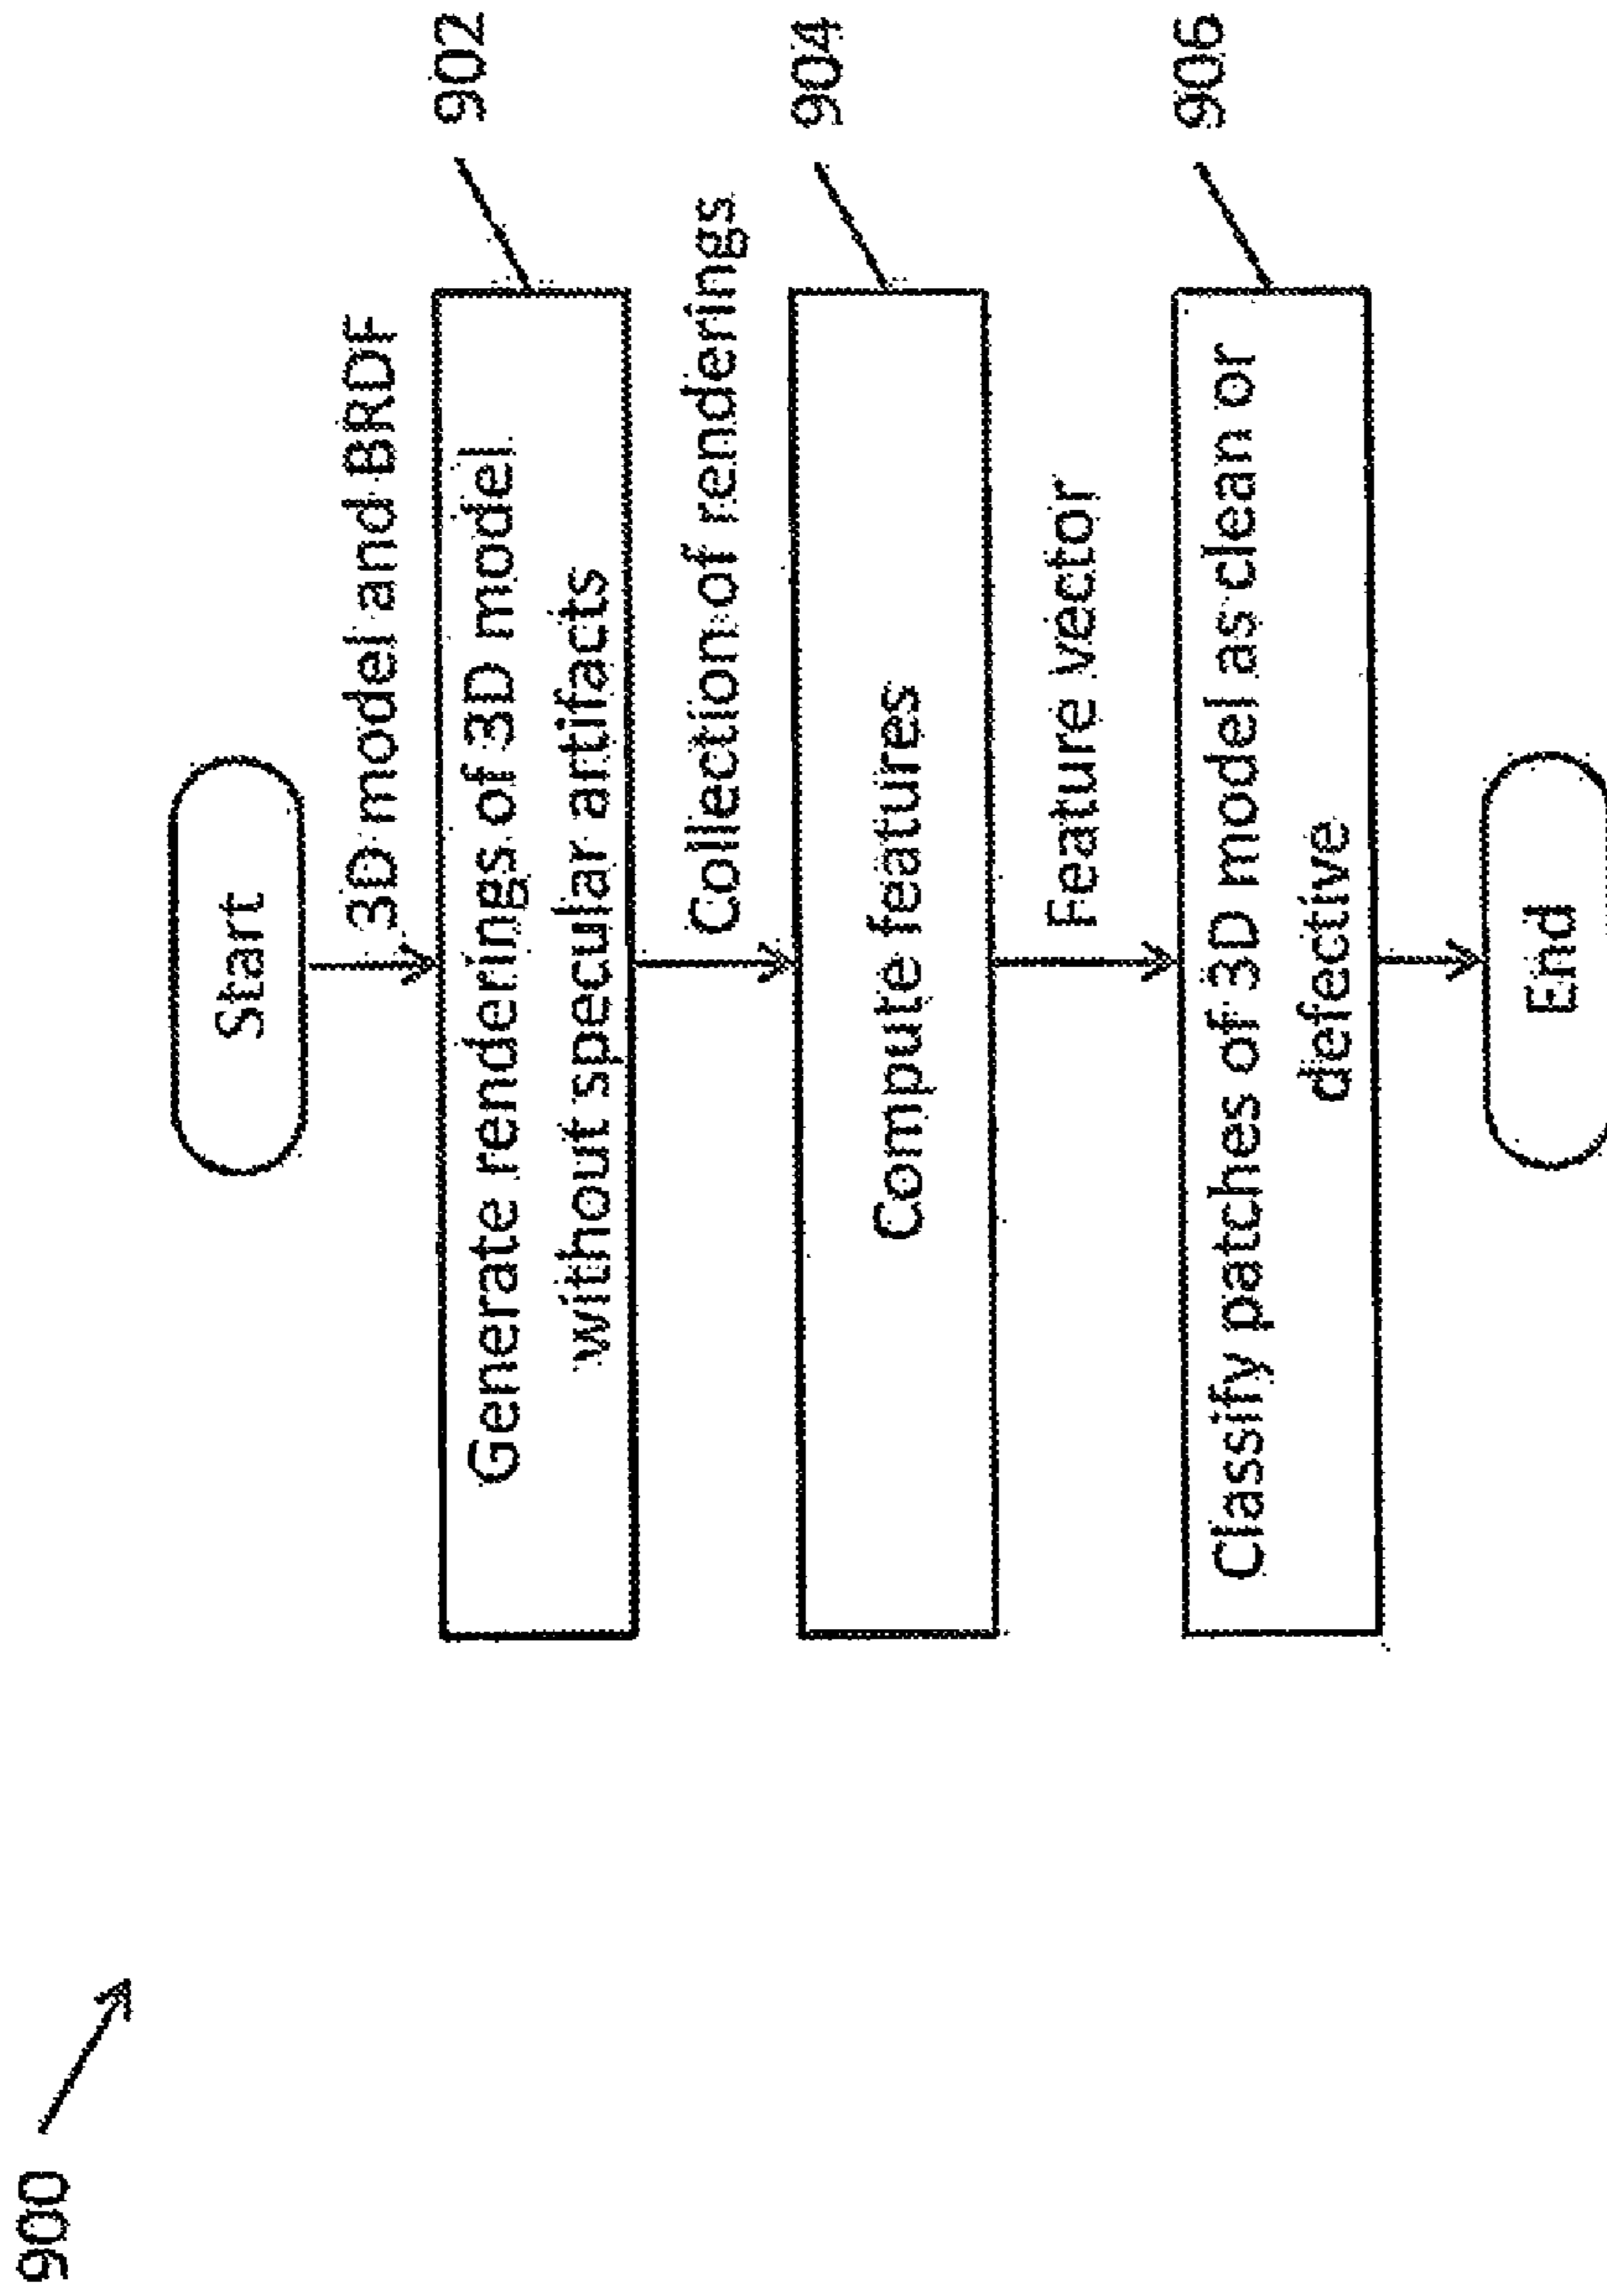 900
Start
3D model and BRDF
902
Generate renderings of 3D model
without specular artifacts
Collection of renderings
904
Compute features
Feature vector
906
Classify patches of 3D model as clean or
defective
End